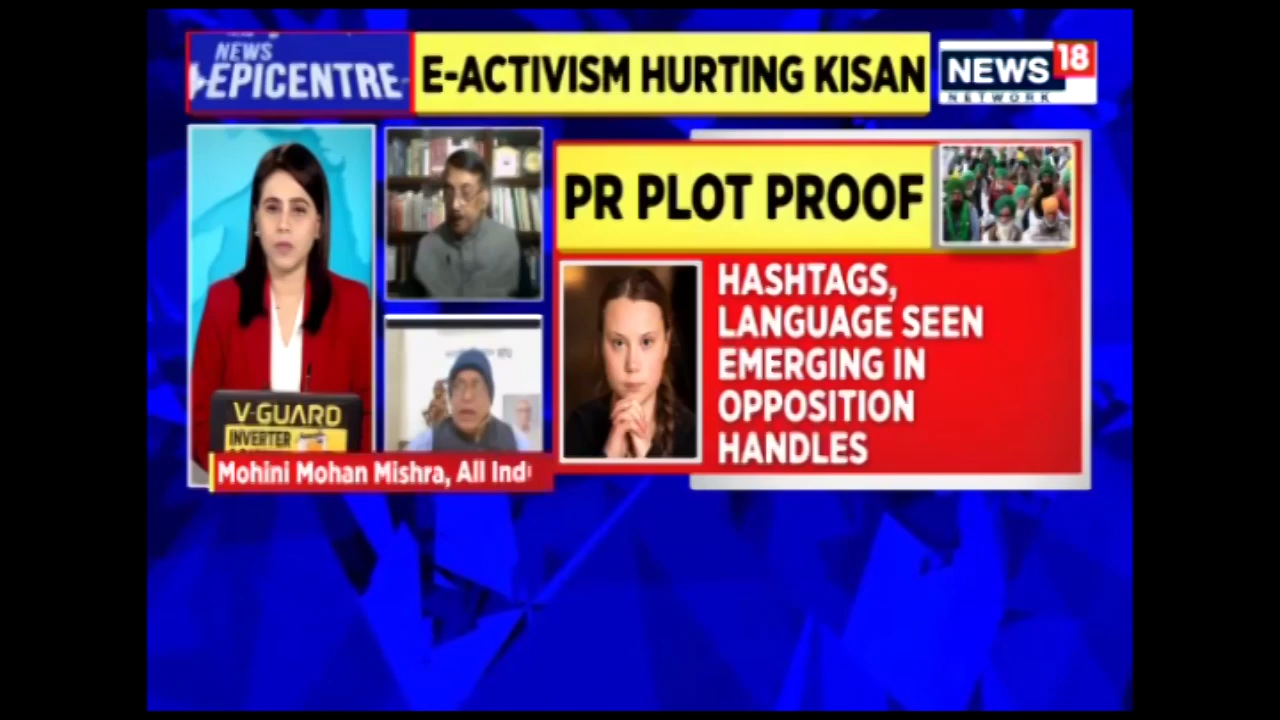 NEWS
EPICENTRE
E-ACTIVISM HURTING KISAN
NEWS 18
NETWORK
PR PLOT PROOF
HASHTAGS,
LANGUAGE SEEN
EMERGING IN
OPPOSITION
HANDLES
V-GUARD
INVERTER
Mohini Mohan Mishra, All Ind